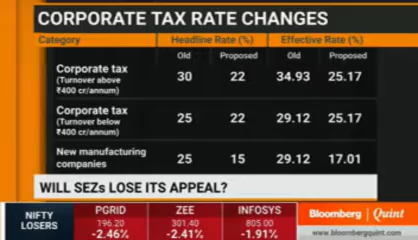 CORPORATE TAX RATE CHANGES
Category Headline Rate (%) Effective Rate (%)
Old Proposed Old Proposed
Corporate tax
(Turnover above
₹400 cr/annum)
30 22 34.93 25.17
Corporate tax
(Turnover below
₹400 cr/annum)
25 22 29.12 25.17
New manufacturing
companies
25 15 29.12 17.01
WILL SEZs LOSE ITS APPEAL?
NIFTY
LOSERS
PGRID
196.20
-2.46%
ZEE
301.40
-2.41%
INFOSYS
805.00
-1.91%
Bloomberg | Quint
www.bloombergquint.com